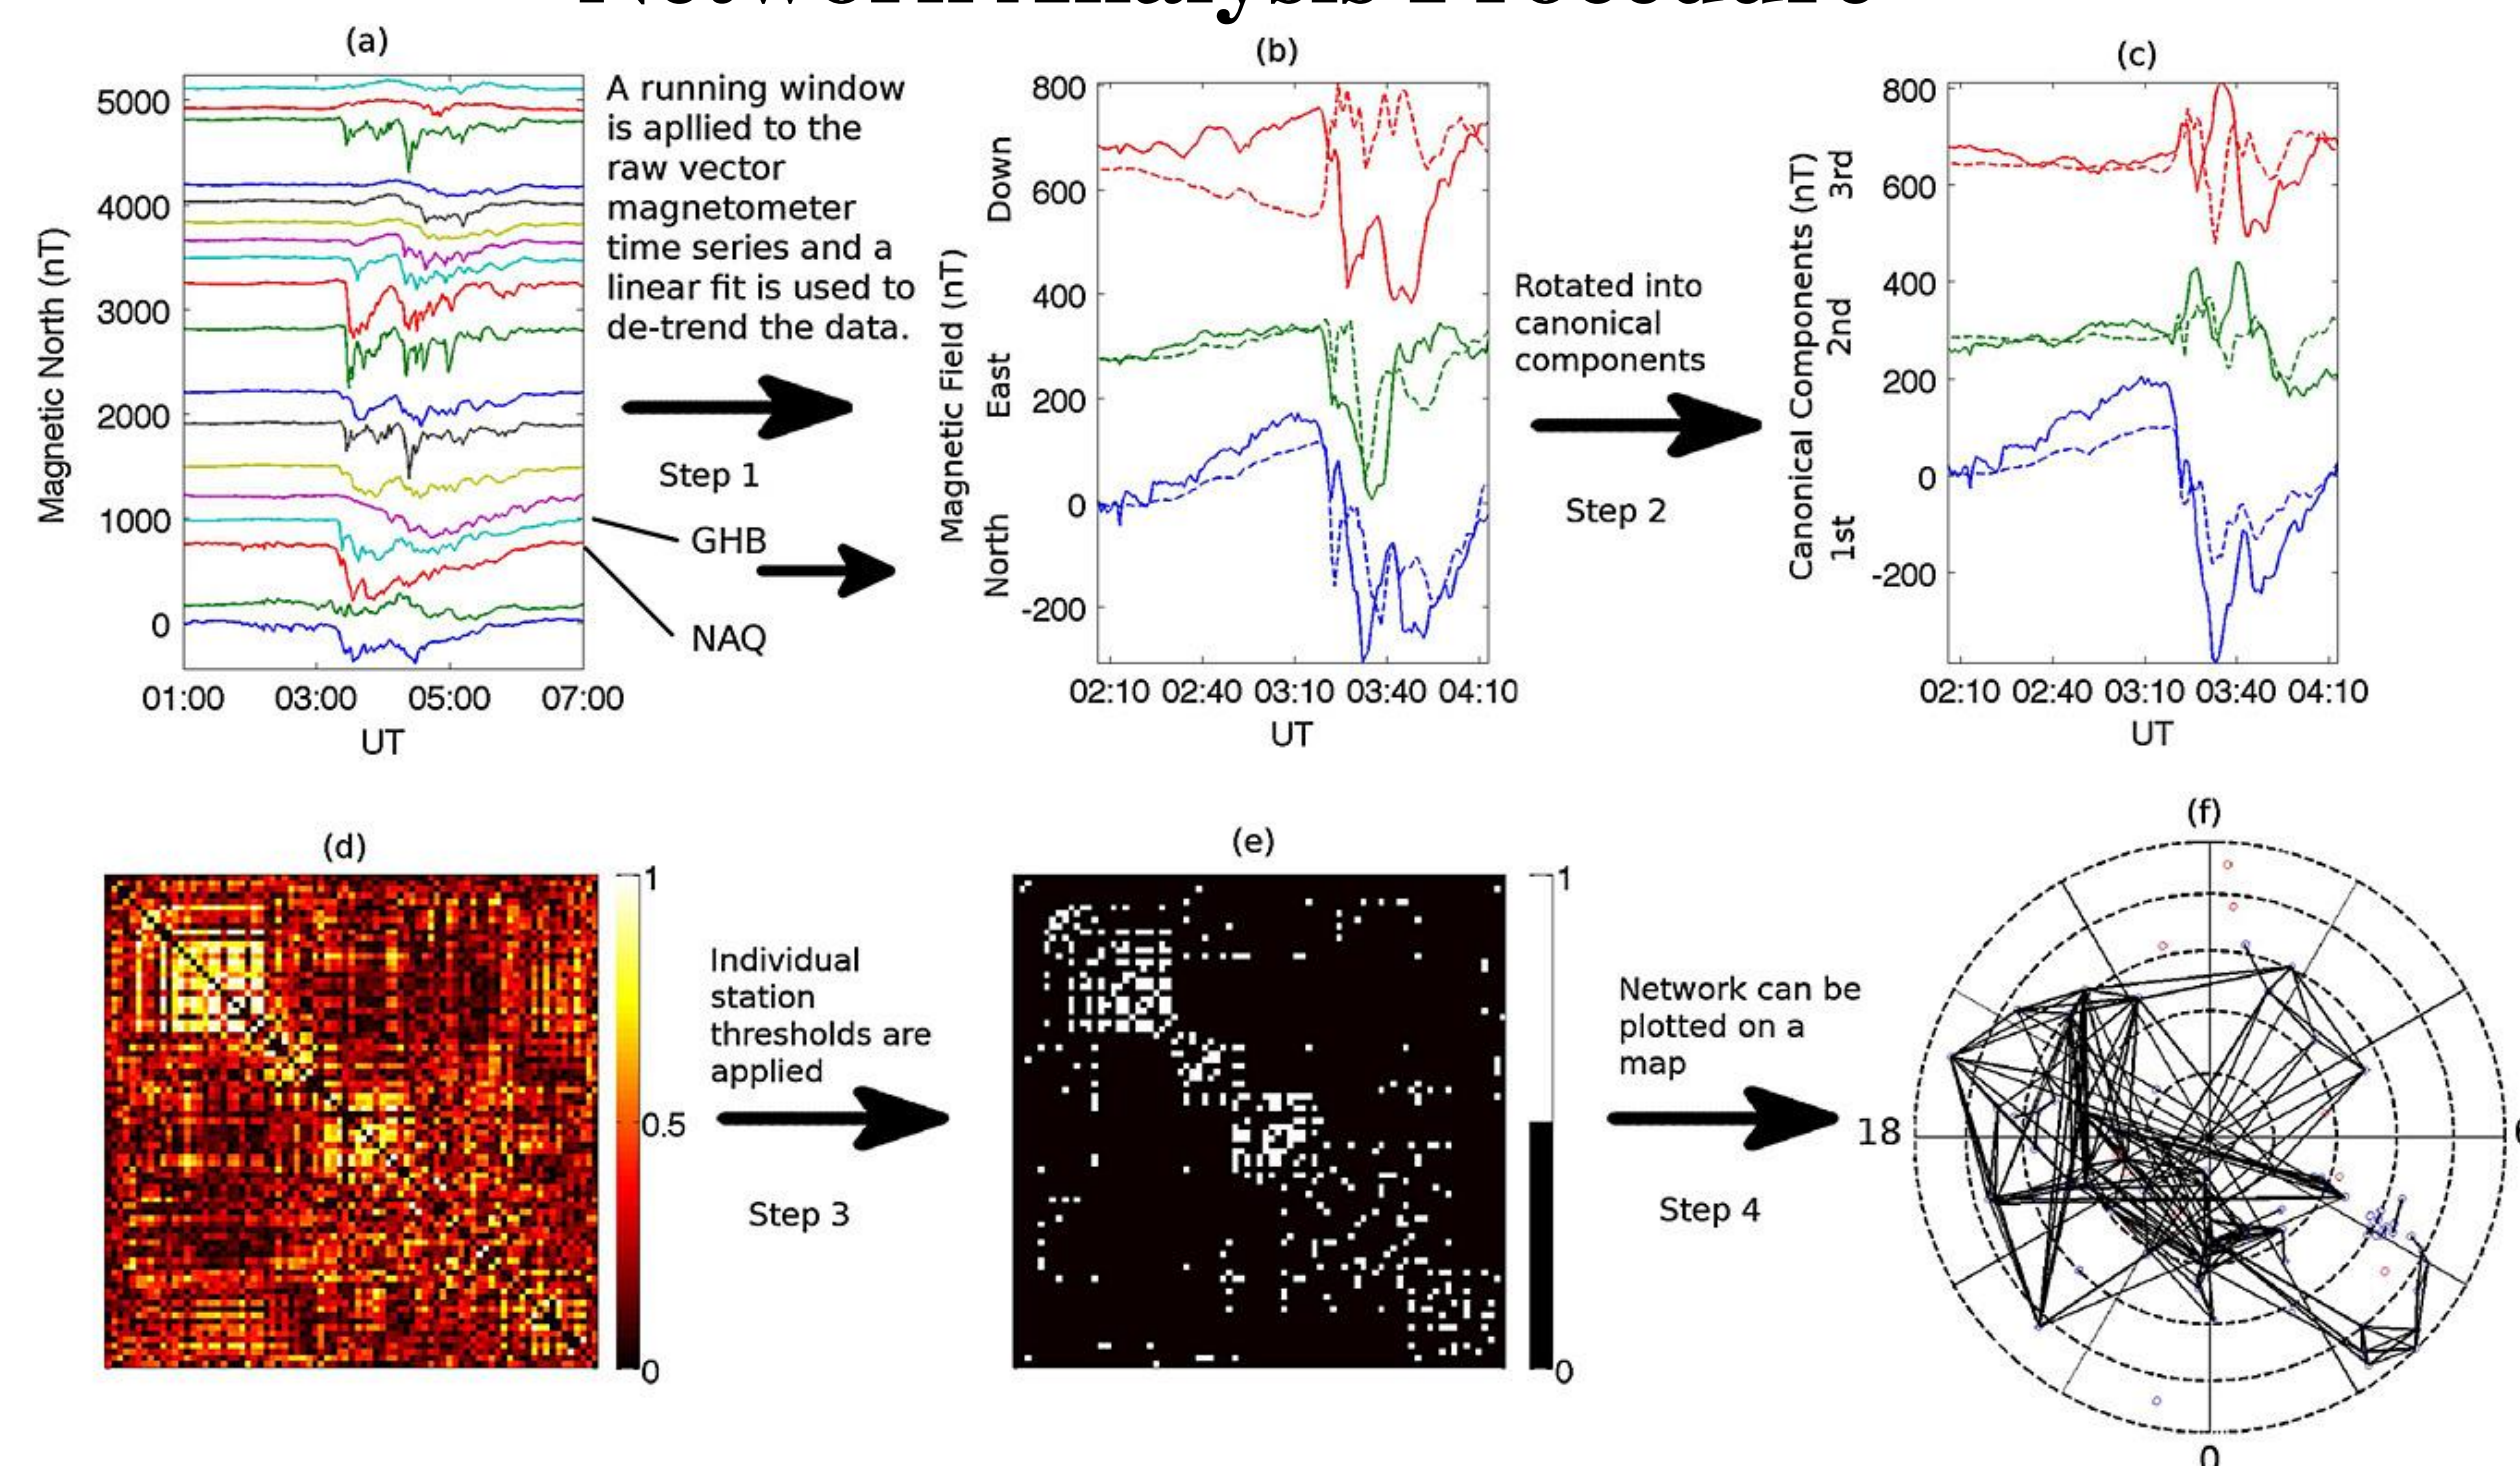 Network Analysis Procedure
(a)
5000
4000
3000
2000
1000
0
Magnetic North (nT)
01:00 03:00 05:00 07:00
UT
A running window
is apllied to the
raw vector
magnetometer
time series and a
linear fit is used to
de-trend the data.
Step 1
GHB
NAQ
(b)
800
600
400
200
0
-200
Magnetic Field (nT)
Down
East
North
02:10 02:40 03:10 03:40 04:10
UT
Rotated into
canonical
components
Step 2
(c)
800
600
400
200
0
-200
Canonical Components (nT)
3rd
2nd
1st
02:10 02:40 03:10 03:40 04:10
UT
(d)
1
0.5
0
Individual
station
thresholds are
applied
Step 3
(e)
1
0
Network can be
plotted on a
map
Step 4
(f)
18
0